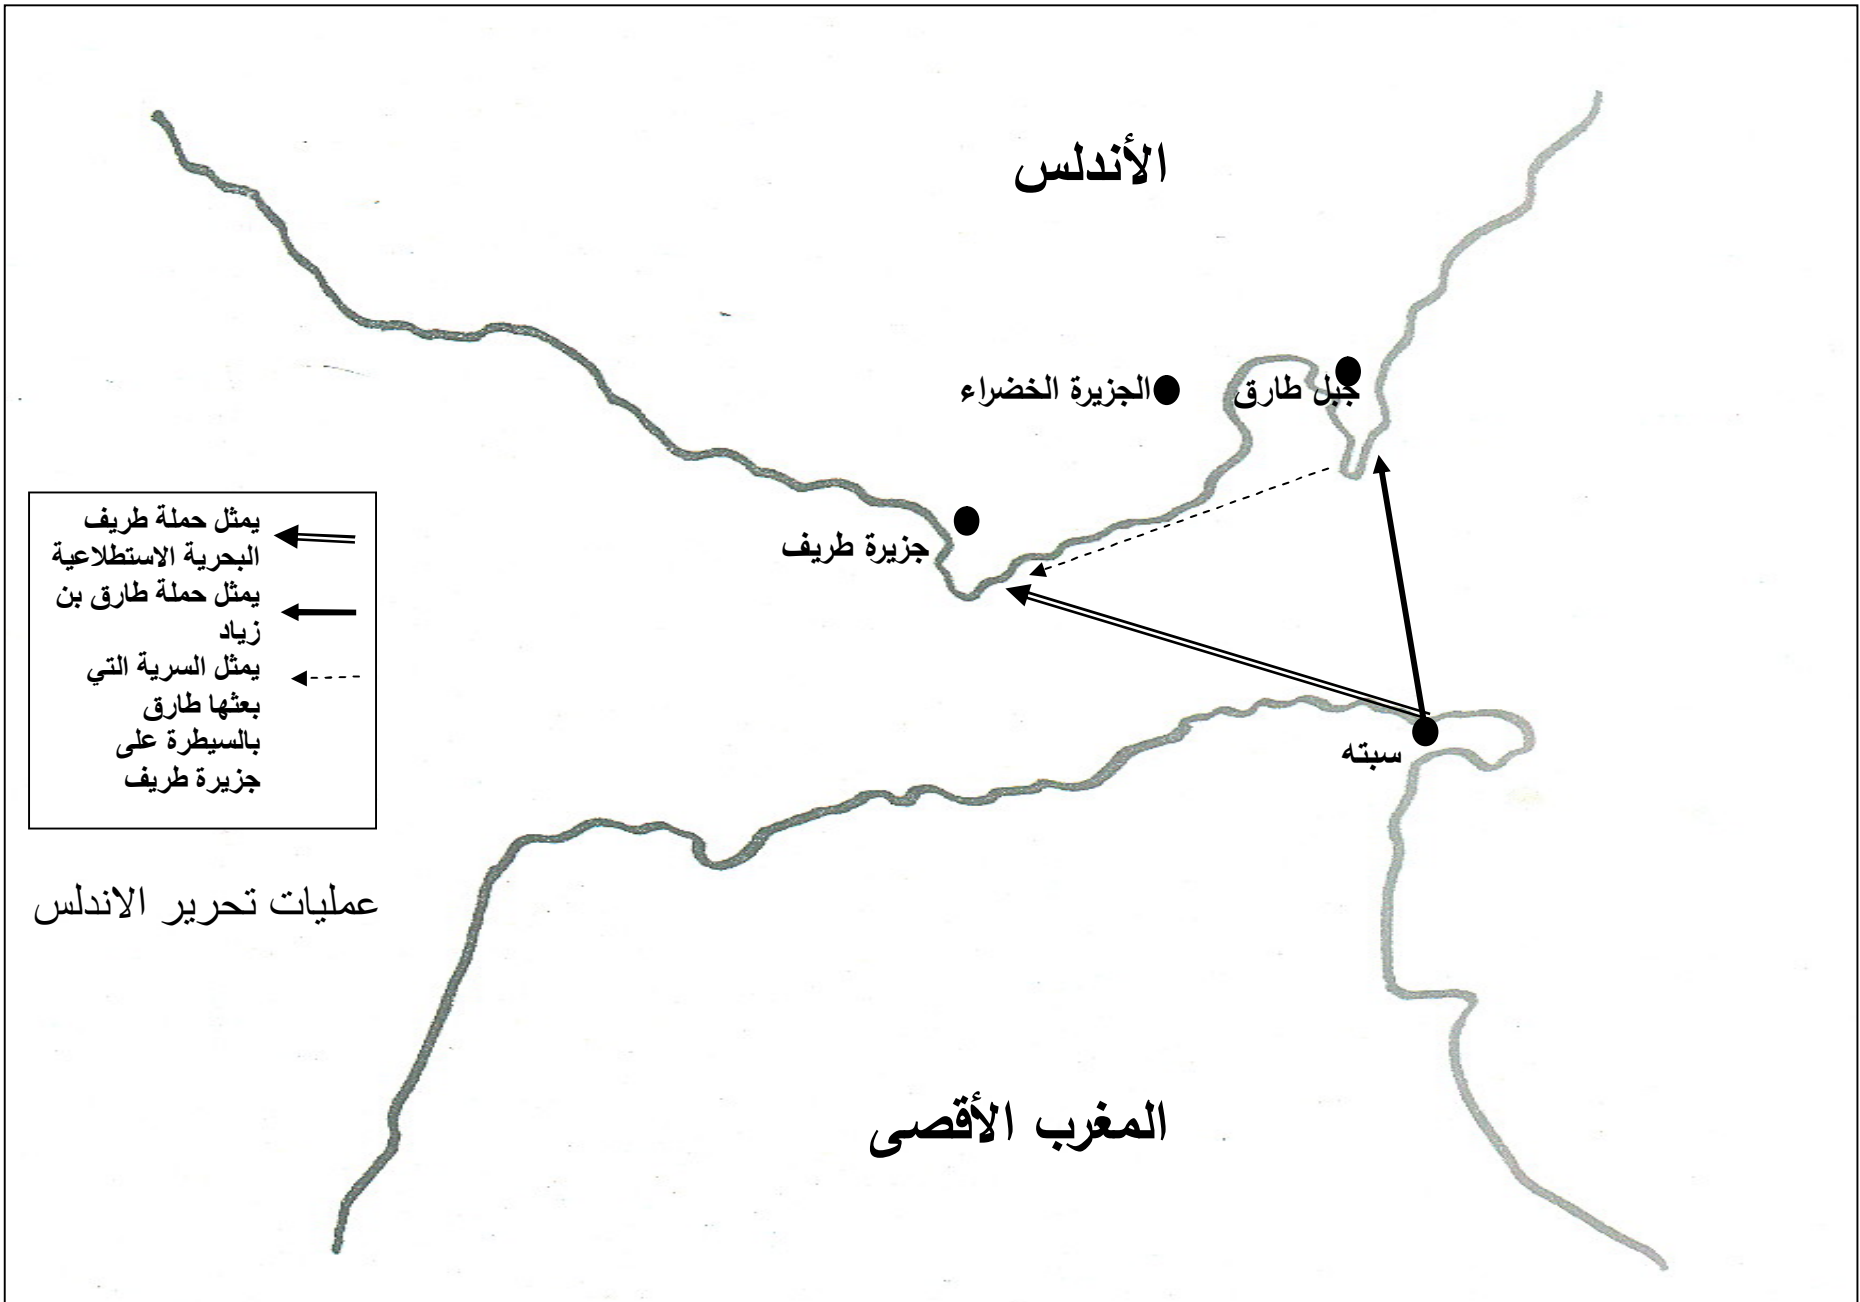 الأندلس
جبل طارق
الجزيرة الخضراء
جزيرة طريف
سبته
المغرب الأقصى
يمثل حملة طريف
البحرية الاستطلاعية
يمثل حملة طارق بن
زياد
يمثل السرية التي
بعثها طارق
بالسيطرة على
جزيرة طريف
عمليات تحرير الاندلس